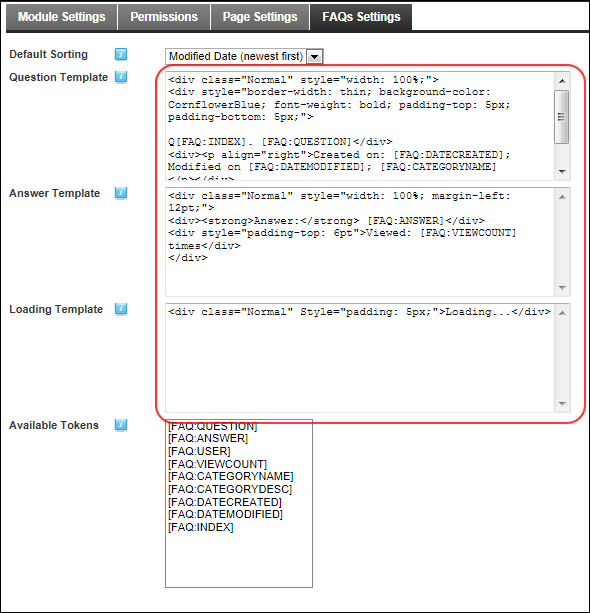 Module Settings Permissions Page Settings FAQs Settings
Default Sorting Modified Date (newest first)
Question Template
<div class="Normal" style="width: 100%;">
<div style="border-width: thin; background-color:
CornflowerBlue; font-weight: bold; padding-top: 5px;
padding-bottom: 5px;">
Q[FAQ:INDEX]. [FAQ:QUESTION]</div>
<div><p align="right">Created on: [FAQ:DATECREATED];
Modified on [FAQ:DATEMODIFIED]; [FAQ:CATEGORYNAME]
</p></div>
Answer Template
<div class="Normal" style="width: 100%; margin-left:
12pt;">
<div><strong>Answer:</strong> [FAQ:ANSWER]</div>
<div style="padding-top: 6pt">Viewed: [FAQ:VIEWCOUNT]
times</div>
</div>
Loading Template
<div class="Normal" Style="padding: 5px;">Loading...</div>
Available Tokens
[FAQ:QUESTION]
[FAQ:ANSWER]
[FAQ:USER]
[FAQ:VIEWCOUNT]
[FAQ:CATEGORYNAME]
[FAQ:CATEGORYDESC]
[FAQ:DATECREATED]
[FAQ:DATEMODIFIED]
[FAQ:INDEX]